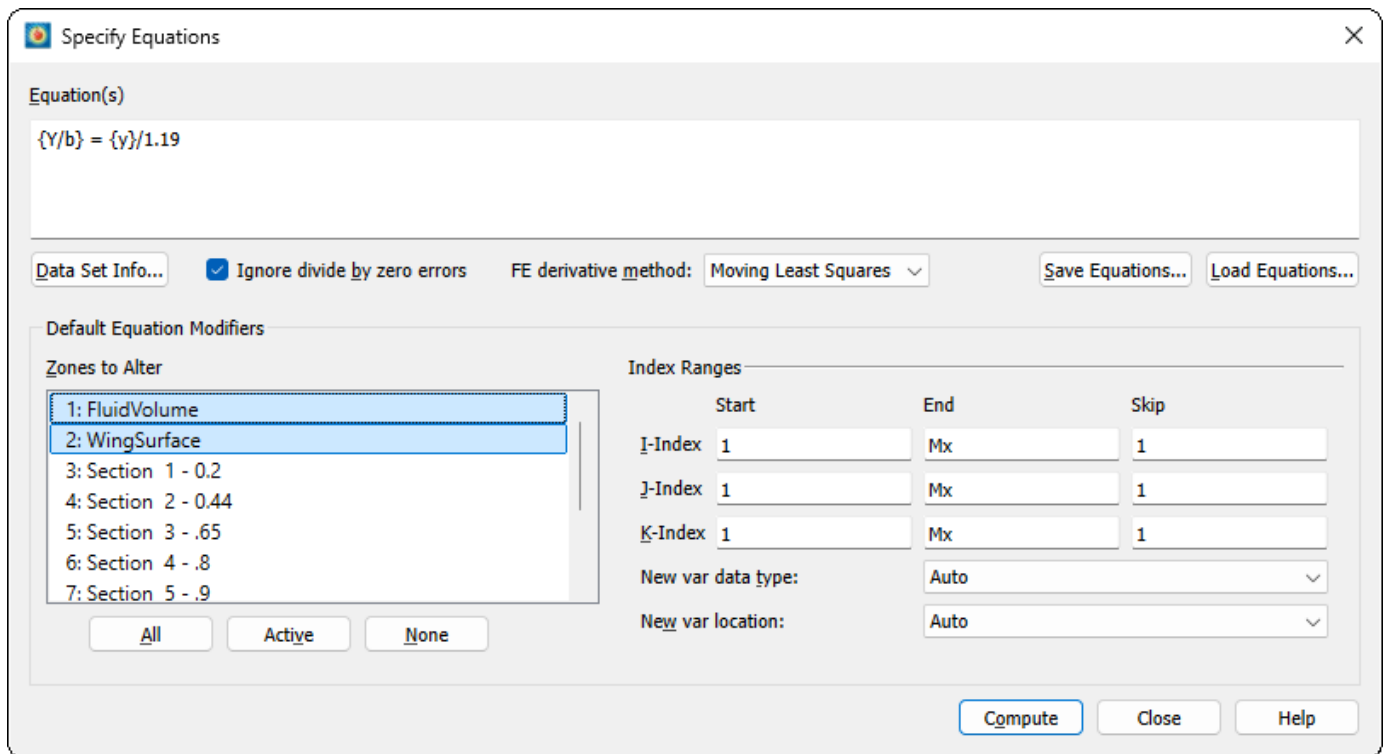 Specify Equations
Equation(s)
{Y/b} = {y}/1.19
Data Set Info... Ignore divide by zero errors FE derivative method: Moving Least Squares Save Equations... Load Equations...
Default Equation Modifiers
Zones to Alter
1: FluidVolume
2: WingSurface
3: Section 1 - 0.2
4: Section 2 - 0.44
5: Section 3 - .65
6: Section 4 - .8
7: Section 5 - .9
All Active None
Index Ranges
Start End Skip
I-Index 1 Mx 1
J-Index 1 Mx 1
K-Index 1 Mx 1
New var data type: Auto
New var location: Auto
Compute Close Help